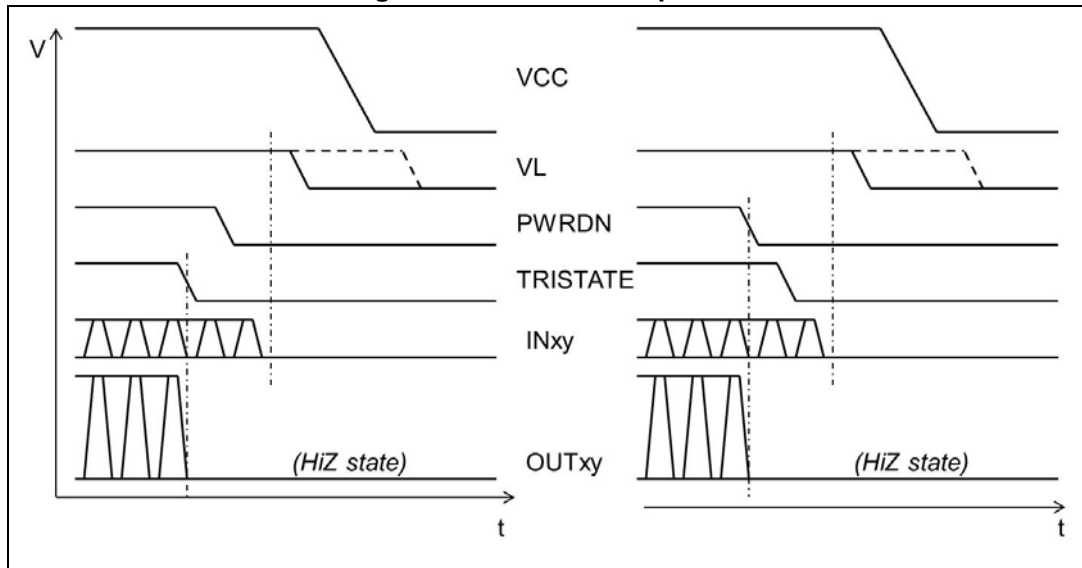 V
VCC
VL
PWRDN
TRISTATE
INxy
OUTxy
(HiZ state)
(HiZ state)
t
t